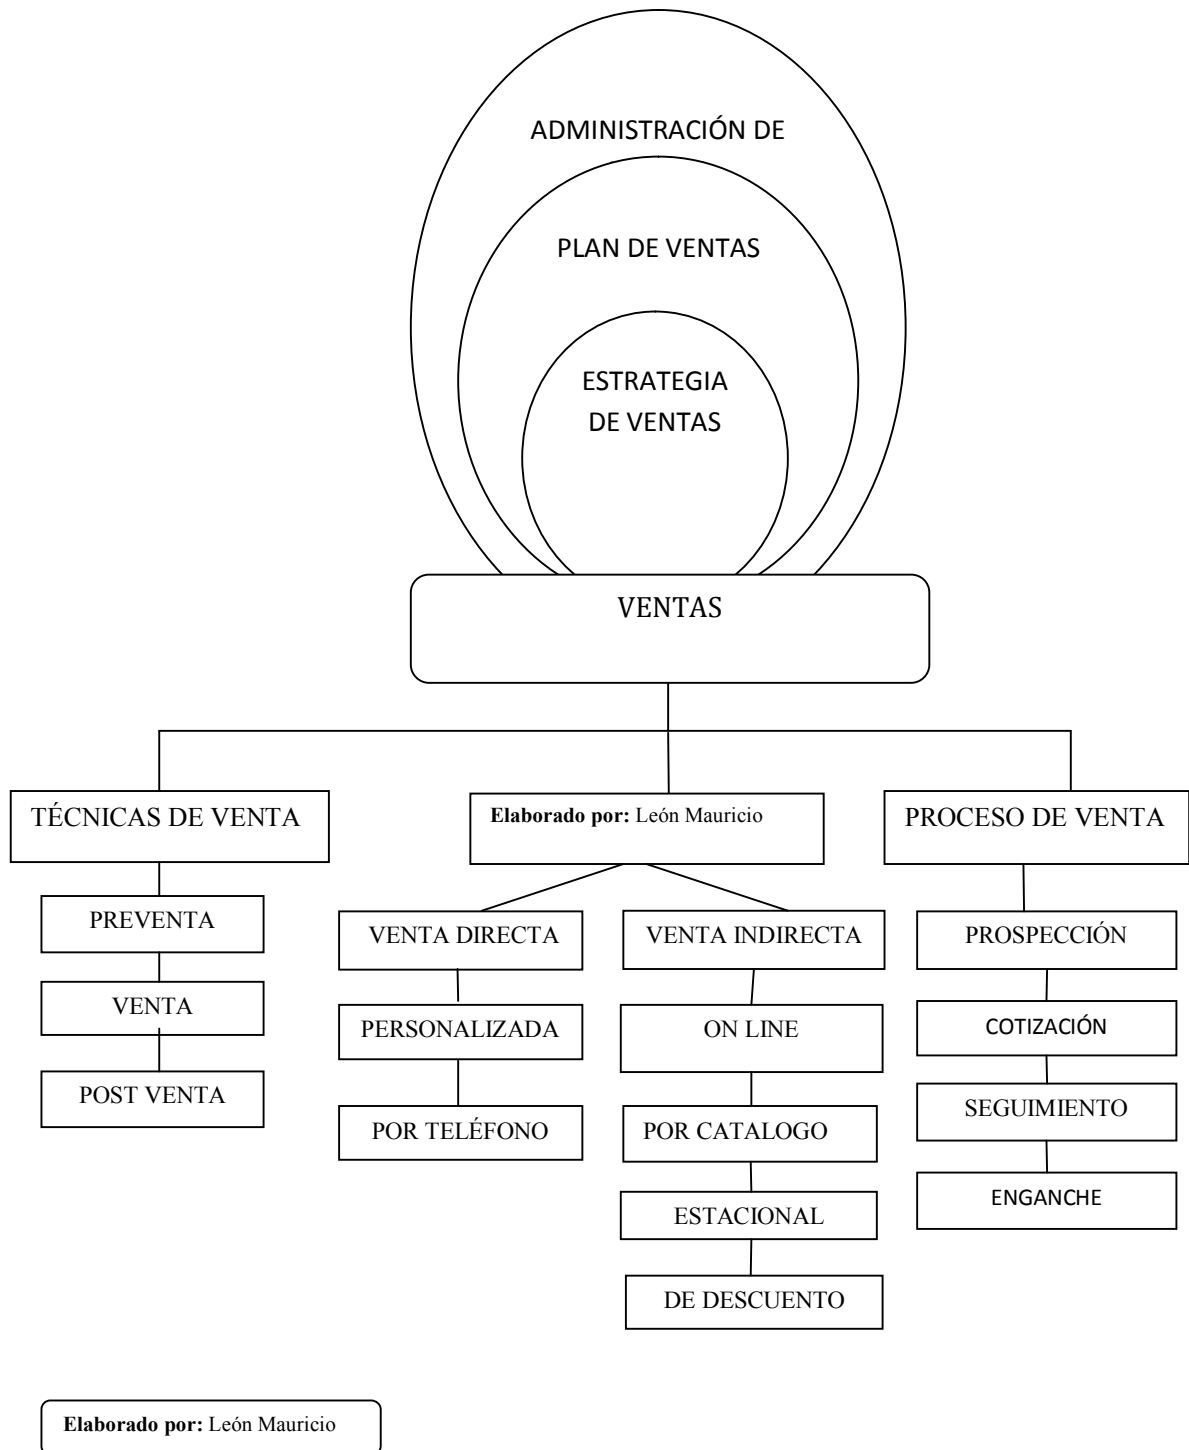 ADMINISTRACIÓN DE
PLAN DE VENTAS
ESTRATEGIA
DE VENTAS
VENTAS
TÉCNICAS DE VENTA
Elaborado por: León Mauricio
PROCESO DE VENTA
PREVENTA
VENTA
POST VENTA
VENTA DIRECTA
PERSONALIZADA
POR TELÉFONO
VENTA INDIRECTA
ON LINE
POR CATALOGO
ESTACIONAL
DE DESCUENTO
PROSPECCIÓN
COTIZACIÓN
SEGUIMIENTO
ENGANCHE
Elaborado por: León Mauricio